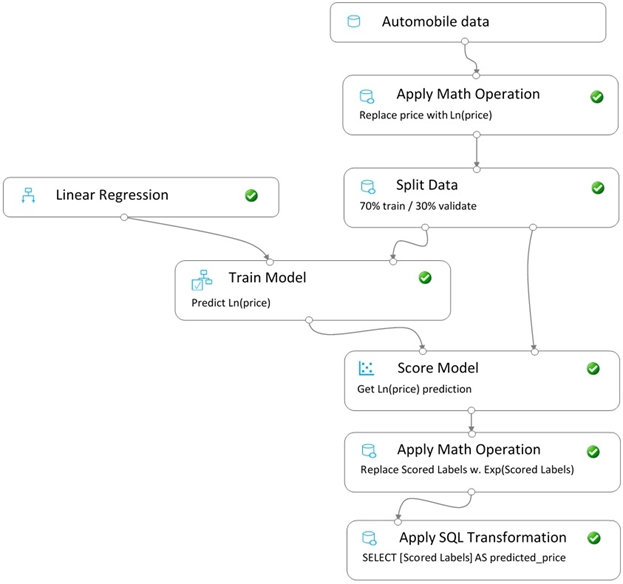 Automobile data
Apply Math Operation
Replace price with Ln(price)
Split Data
70% train / 30% validate
Linear Regression
Train Model
Predict Ln(price)
Score Model
Get Ln(price) prediction
Apply Math Operation
Replace Scored Labels w. Exp(Scored Labels)
Apply SQL Transformation
SELECT [Scored Labels] AS predicted_price